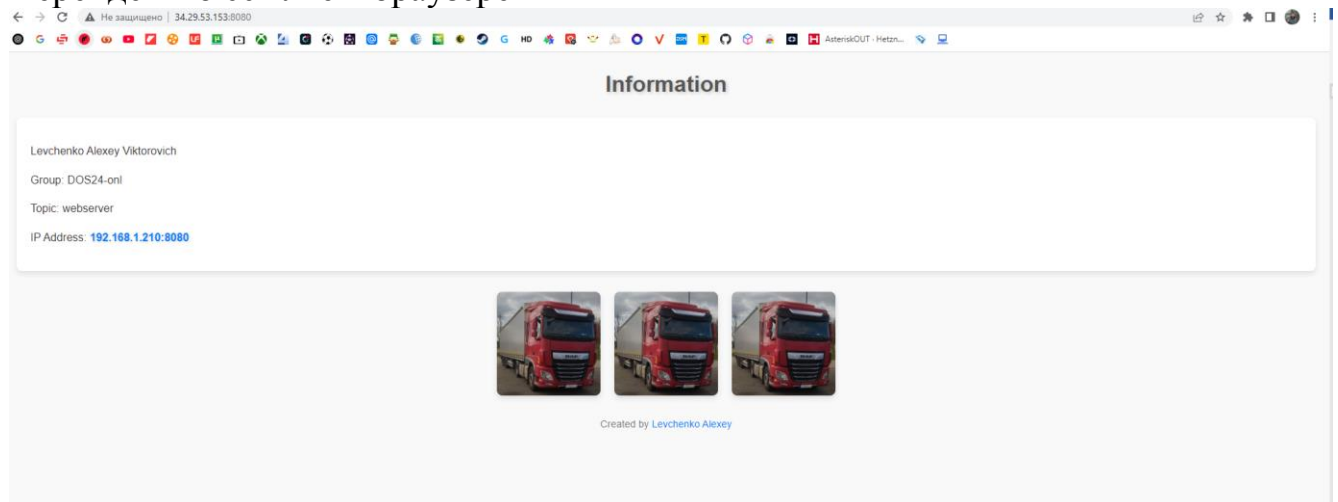 Не защищено | 34.29.53.153:8080
AsteriskOUT - Hetzn...
Information
Levchenko Alexey Viktorovich
Group: DOS24-onl
Topic: webserver
IP Address: 192.168.1.210:8080
Created by Levchenko Alexey